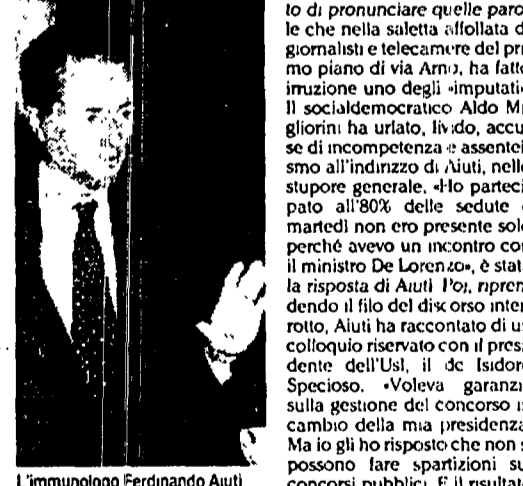 to di pronunciare quelle paro
le che nella saletta affollata d
giornalisti e telecamere del pri
mo piano di via Arno, ha fatto
irruzione uno degli «imputati»
Il socialdemocratico Aldo Mi
gliorini ha urlato, livido, accu
se di incompetenza e assentei
smo all'indirizzo di Aiuti, nello
stupore generale. «Ho parteci
pato all'80% delle sedute
martedì non ero presente solo
perché avevo un incontro con
il ministro De Lorenzo», è stata
la risposta di Aiuti Poi, ripren
dendo il filo del discorso inter
rotto, Aiuti ha raccontato di u
colloquio riservato con il presi
dente dell'Usl, il dc Isidoro
Specioso. «Voleva garanzi
sulla gestione del concorso i
cambio della mia presidenza
Ma io gli ho risposto che non s
possono fare spartizioni su
concorsi pubblici. E il risultato
L'immunologo Ferdinando Aiuti